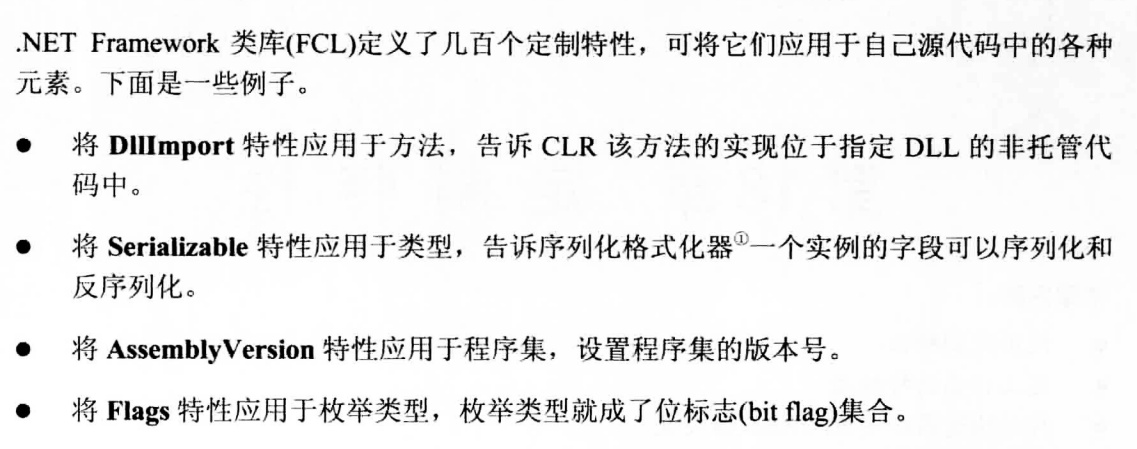 .NET Framework 类库(FCL)定义了几百个定制特性，可将它们应用于自己源代码中的各种
元素。下面是一些例子。
● 将 DllImport 特性应用于方法，告诉 CLR 该方法的实现位于指定 DLL 的非托管代
码中。
● 将 Serializable 特性应用于类型，告诉序列化格式化器①一个实例的字段可以序列化和
反序列化。
● 将 AssemblyVersion 特性应用于程序集，设置程序集的版本号。
● 将 Flags 特性应用于枚举类型，枚举类型就成了位标志(bit flag)集合。